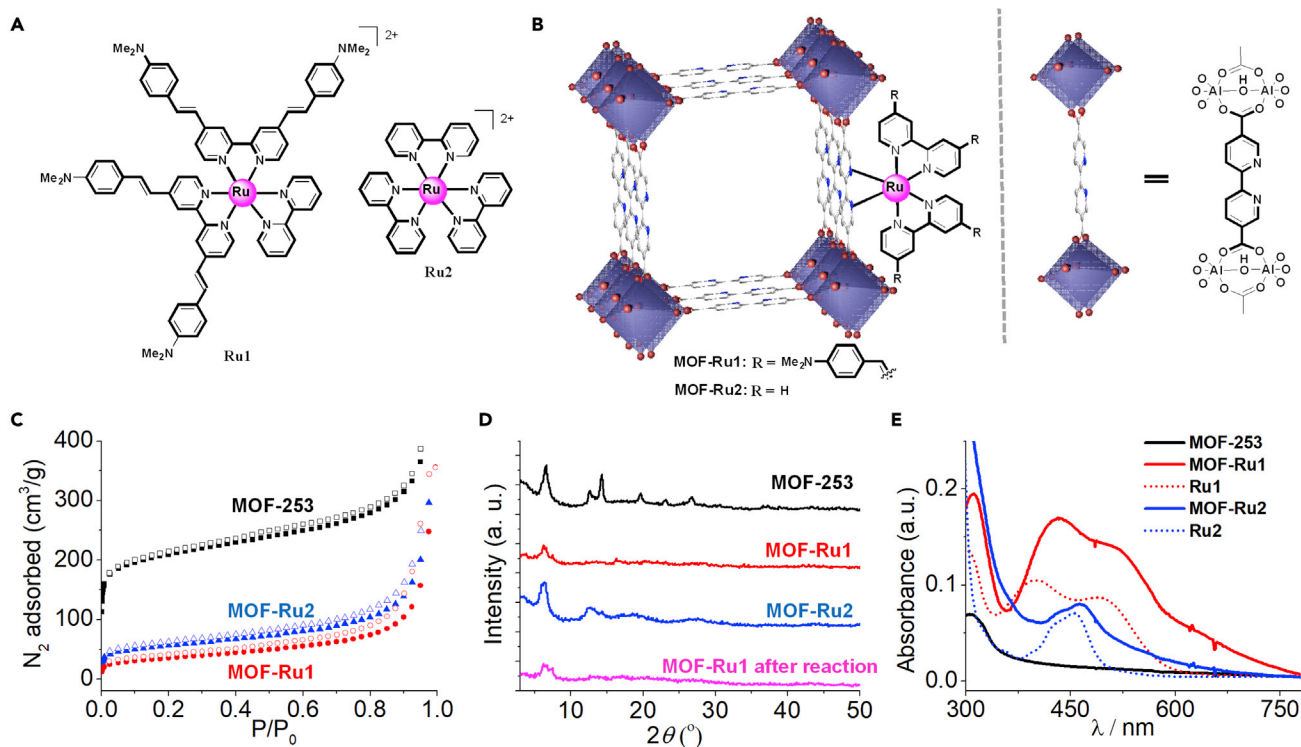 A
NMe₂
Me₂N
2+
N
N
N
N
N
N
Ru
Me₂N
Me₂N
Ru1
2+
N
N
N
N
N
N
Ru
Ru2
B
R
R
R
R
N
N
N
N
Ru
MOF-Ru1: R = Me₂N
MOF-Ru2: R = H
=
O O
O H O
O-Al-O-Al-O
O O
N
N
O O
O H O
O-Al-O-Al-O
O O
C
N₂ adsorbed (cm³/g)
400
300
200
100
0
MOF-253
MOF-Ru2
MOF-Ru1
0.0 0.2 0.4 0.6 0.8 1.0
P/P₀
D
Intensity (a. u.)
MOF-253
MOF-Ru1
MOF-Ru2
MOF-Ru1 after reaction
10 20 30 40 50
2θ (°)
E
Absorbance (a.u.)
0.2
0.1
0.0
MOF-253
MOF-Ru1
Ru1
MOF-Ru2
Ru2
300 450 600 750
λ / nm